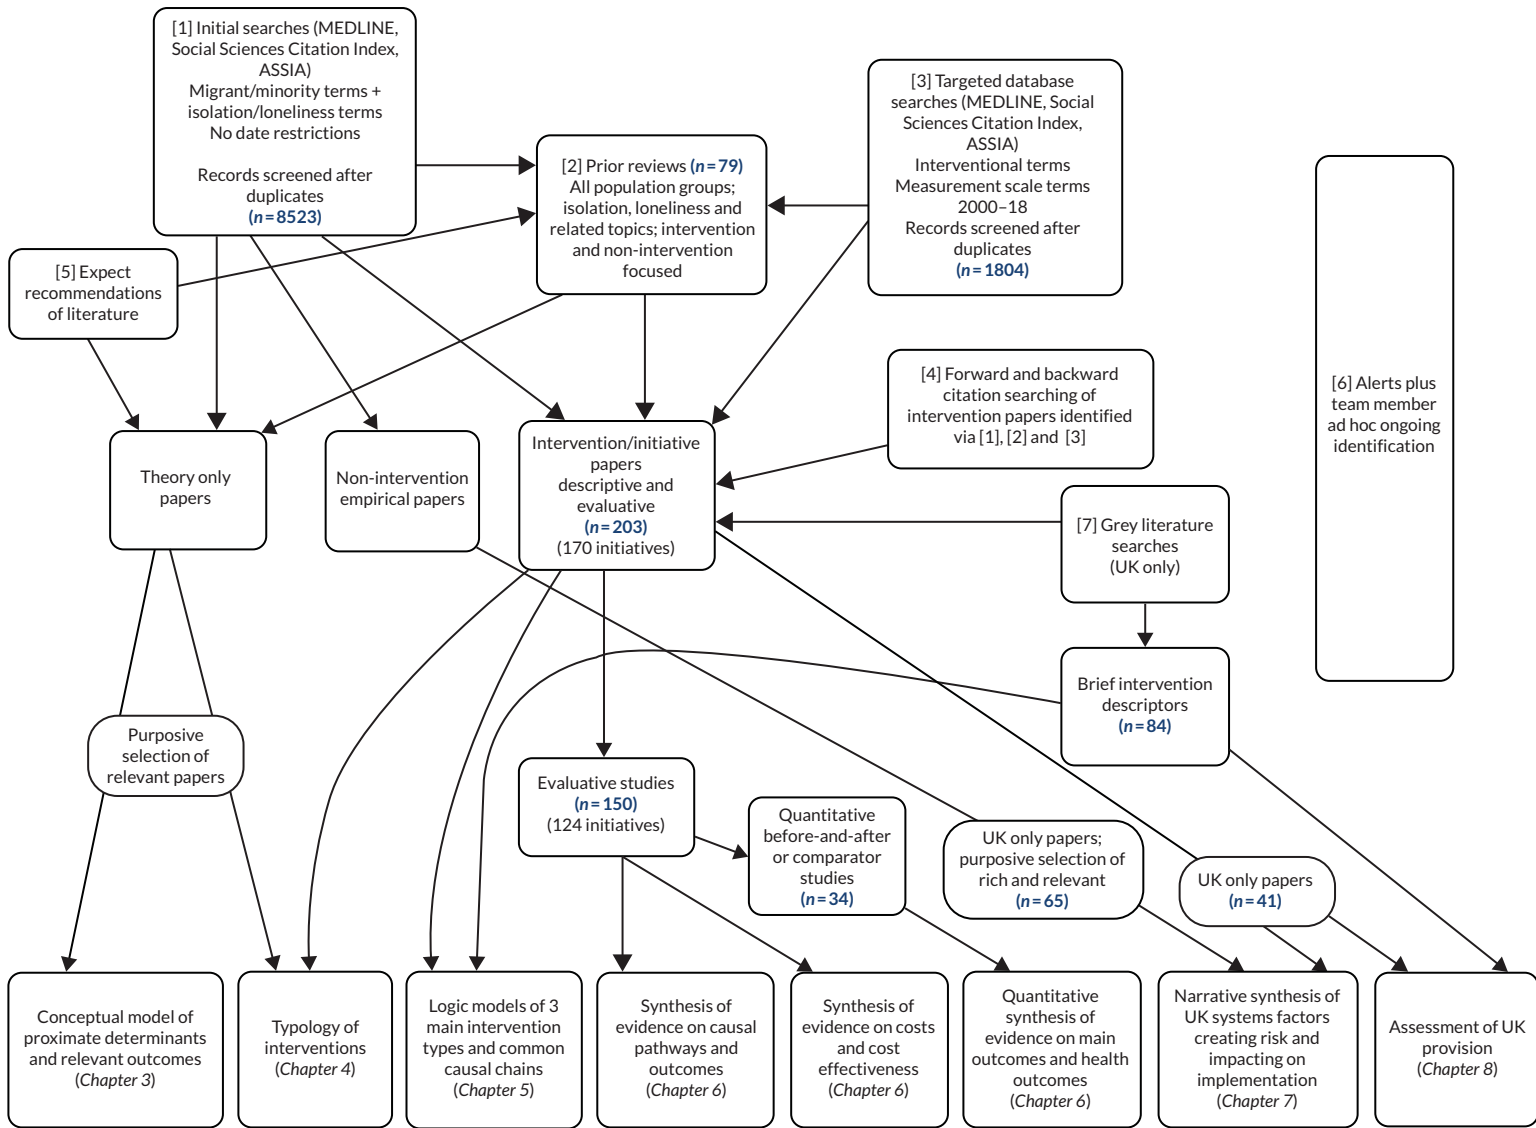 [1] Initial searches (MEDLINE,
Social Sciences Citation Index,
ASSIA)
Migrant/minority terms +
isolation/loneliness terms
No date restrictions
Records screened after
duplicates
(n=8523)
[2] Prior reviews (n=79)
All population groups;
isolation, loneliness and
related topics; intervention
and non-intervention
focused
[3] Targeted database
searches (MEDLINE, Social
Sciences Citation Index,
ASSIA)
Interventional terms
Measurement scale terms
2000–18
Records screened after
duplicates
(n=1804)
[5] Expect
recommendations
of literature
[4] Forward and backward
citation searching of
intervention papers identified
via [1], [2] and [3]
[6] Alerts plus
team member
ad hoc ongoing
identification
Theory only
papers
Non-intervention
empirical papers
Intervention/initiative
papers
descriptive and
evaluative
(n=203)
(170 initiatives)
[7] Grey literature
searches
(UK only)
Brief intervention
descriptors
(n=84)
Purposive
selection of
relevant papers
Evaluative studies
(n=150)
(124 initiatives)
Quantitative
before-and-after
or comparator
studies
(n=34)
UK only papers;
purposive selection of
rich and relevant
(n=65)
UK only papers
(n=41)
Conceptual model of
proximate determinants
and relevant outcomes
(Chapter 3)
Typology of
interventions
(Chapter 4)
Logic models of 3
main intervention
types and common
causal chains
(Chapter 5)
Synthesis of
evidence on causal
pathways and
outcomes
(Chapter 6)
Synthesis of
evidence on costs
and cost
effectiveness
(Chapter 6)
Quantitative
synthesis of
evidence on main
outcomes and health
outcomes
(Chapter 6)
Narrative synthesis of
UK systems factors
creating risk and
impacting on
implementation
(Chapter 7)
Assessment of UK
provision
(Chapter 8)